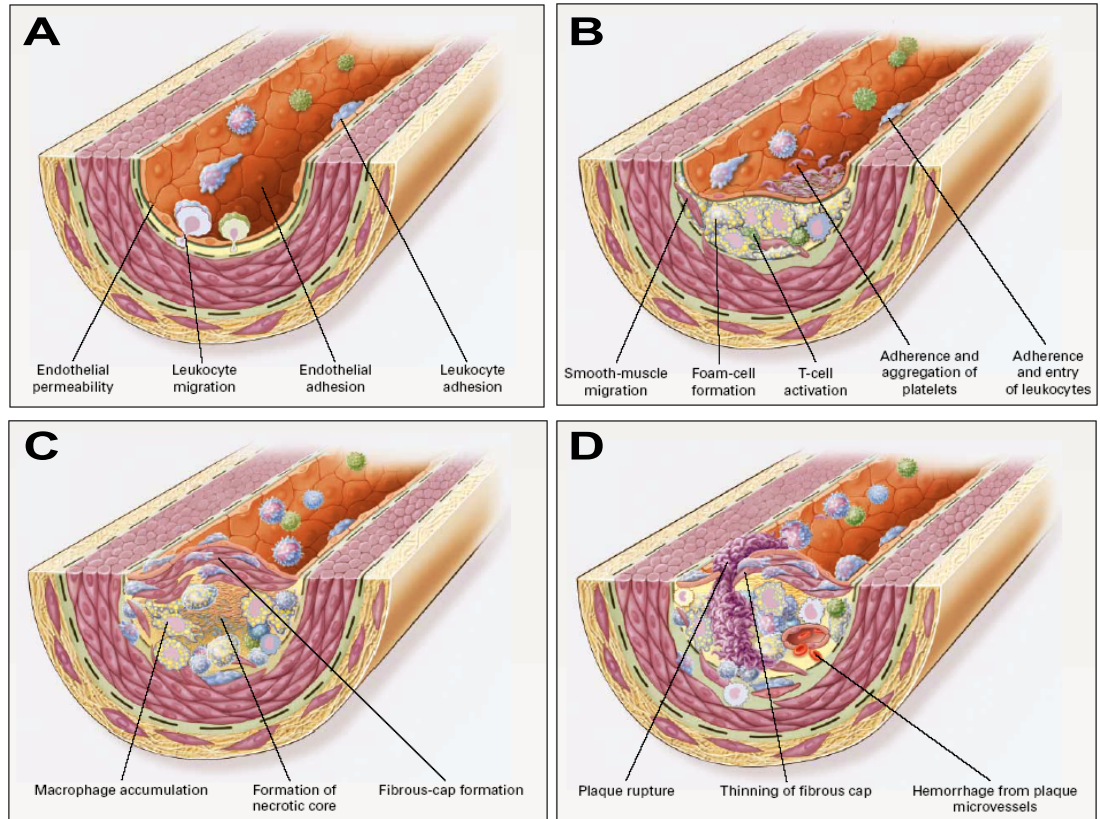 A
Endothelial
permeability
Leukocyte
migration
Endothelial
adhesion
Leukocyte
adhesion
B
Smooth-muscle
migration
Foam-cell
formation
T-cell
activation
Adherence and
aggregation of
platelets
Adherence
and entry
of leukocytes
C
Macrophage accumulation
Formation of
necrotic core
Fibrous-cap formation
D
Plaque rupture
Thinning of fibrous cap
Hemorrhage from plaque
microvessels